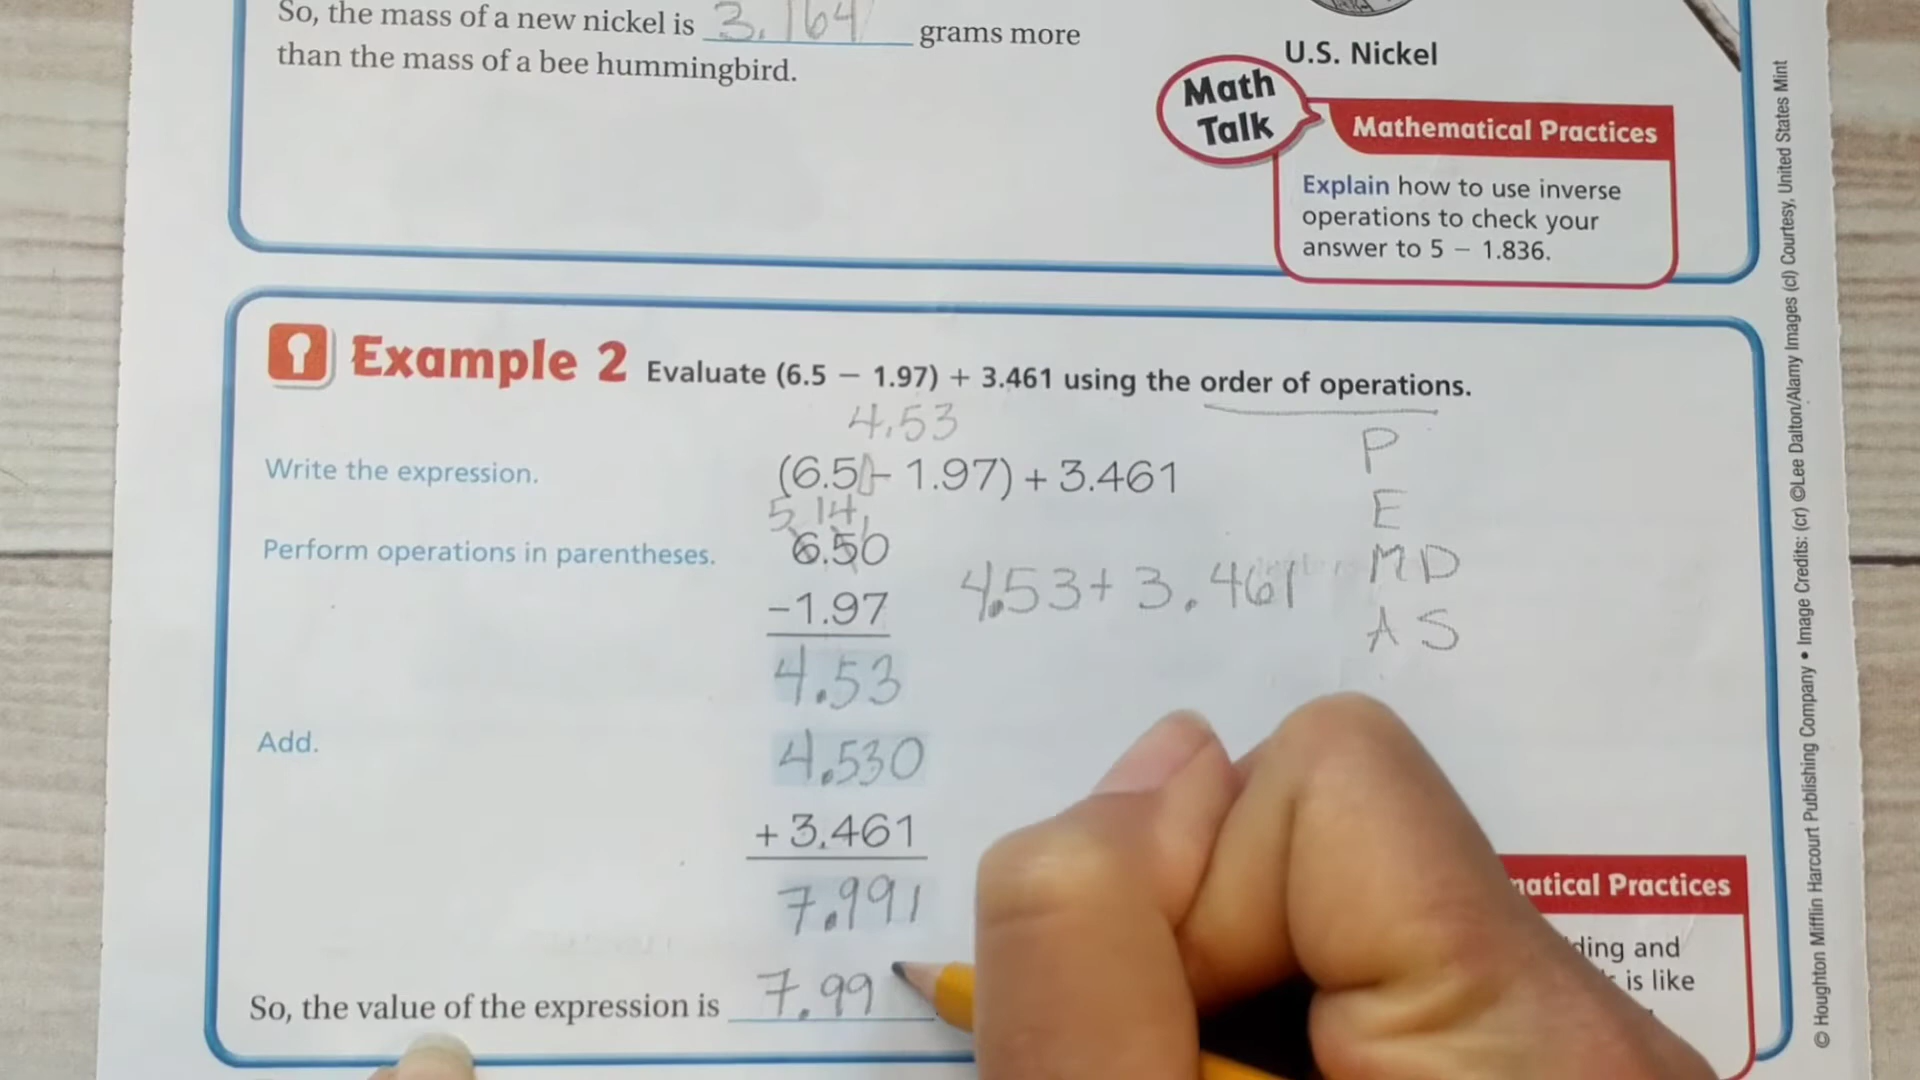 So, the mass of a new nickel is 3.164 grams more
than the mass of a bee hummingbird.
U.S. Nickel
Math
Talk
Mathematical Practices
Explain how to use inverse
operations to check your
answer to 5 − 1.836.
Example 2 Evaluate (6.5 − 1.97) + 3.461 using the order of operations.
4.53
Write the expression. (6.50 − 1.97) + 3.461
P
E
M D
A S
5 14 1
Perform operations in parentheses. 6.50
−1.97
4.53
4.53 + 3.461
Add. 4.530
+ 3.461
7.991
So, the value of the expression is 7.99
matical Practices
ding and
is like
© Houghton Mifflin Harcourt Publishing Company • Image Credits: (cr) ©Lee Dalton/Alamy Images (cl) Courtesy, United States Mint